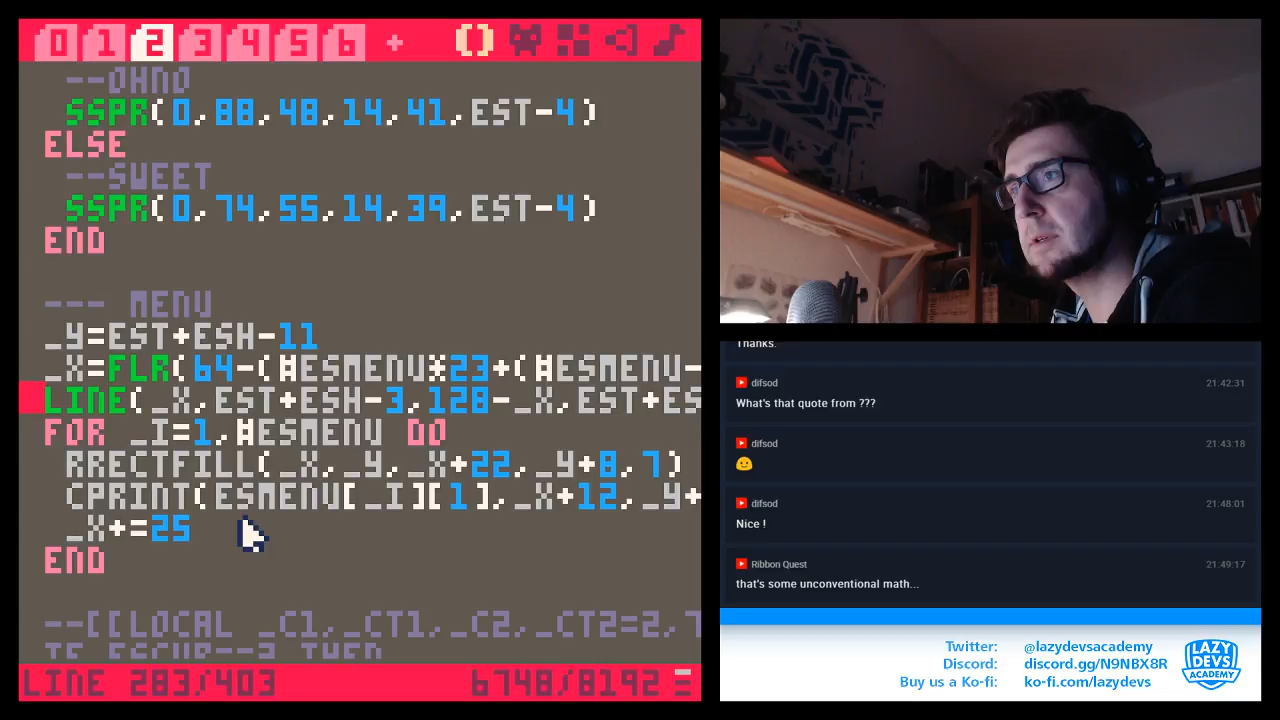 0 1 2 3 4 5 6 +
--OHNO
SSPR(0,88,48,14,41,EST-4)
ELSE
--SWEET
SSPR(0,74,55,14,39,EST-4)
END
--- MENU
_Y=EST+ESH-11
_X=FLR(64-(#ESMENU*23+(#ESMENU-
LINE(_X,EST+ESH-3,128-_X,EST+ES
FOR _I=1,#ESMENU DO
RRECTFILL(_X,_Y,_X+22,_Y+8,7)
CPRINT(ESMENU[_I][1],_X+12,_Y+
_X+=25
END
--[[LOCAL _C1,_CT1,_C2,_CT2=2,7
LINE 283/403
6748/8192
Thanks.
difsod 21:42:31
What's that quote from ???
difsod 21:43:18
difsod 21:48:01
Nice !
Ribbon Quest 21:49:17
that's some unconventional math...
Twitter: @lazydevsacademy
Discord: discord.gg/N9NBX8R
Buy us a Ko-fi: ko-fi.com/lazydevs
LAZY
DEVS
ACADEMY